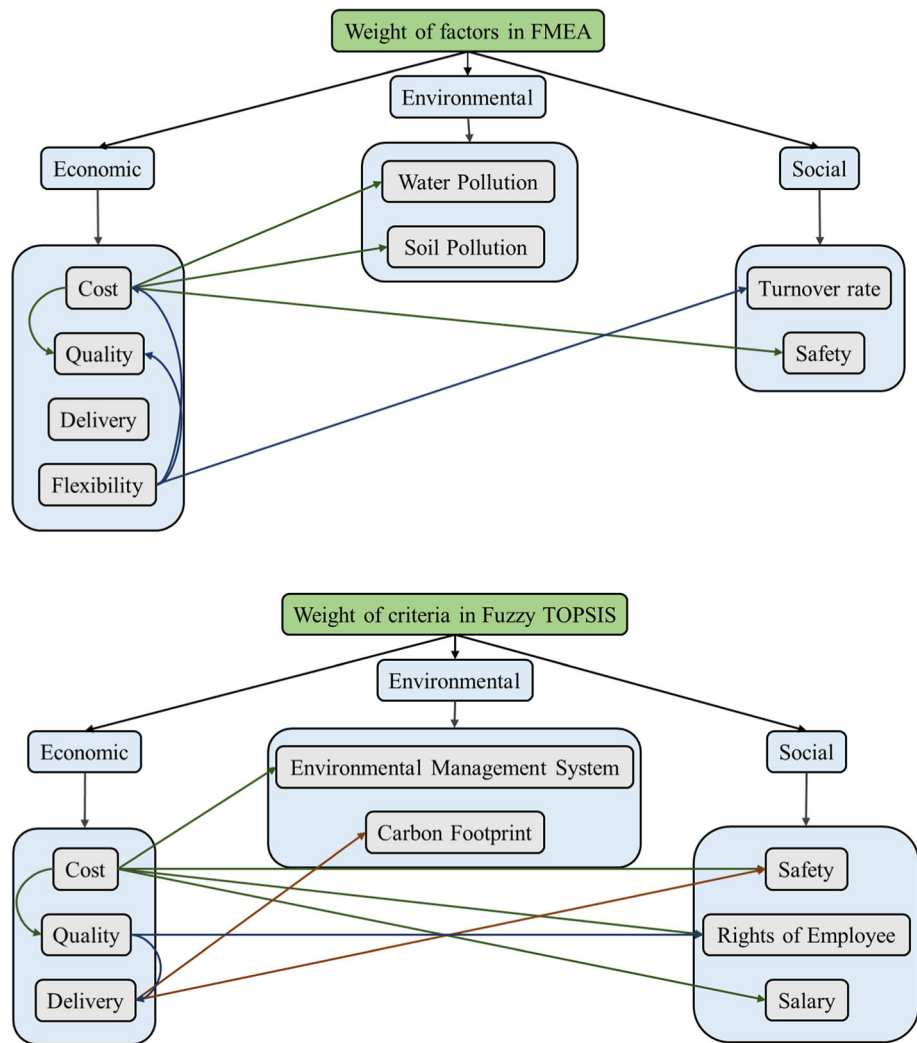 Weight of factors in FMEA
Environmental
Economic
Social
Water Pollution
Soil Pollution
Cost
Quality
Delivery
Flexibility
Turnover rate
Safety
Weight of criteria in Fuzzy TOPSIS
Environmental
Economic
Social
Environmental Management System
Carbon Footprint
Cost
Quality
Delivery
Safety
Rights of Employee
Salary